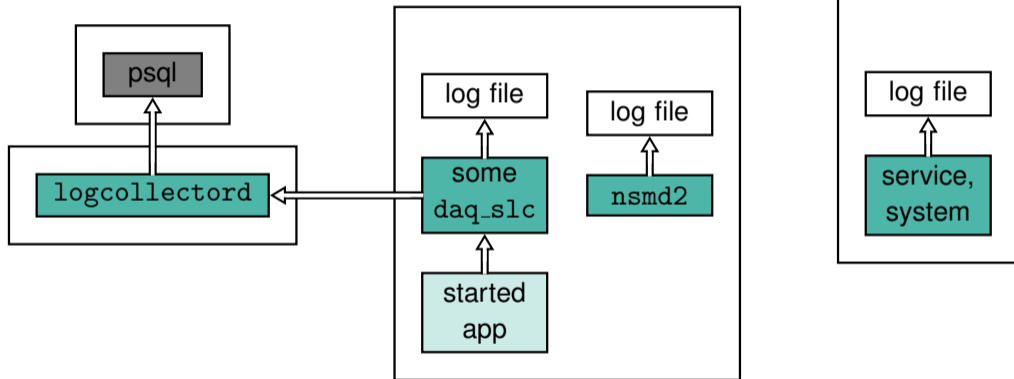 psql
logcollectord
log file
some
daq_slc
started
app
log file
nsmd2
log file
service,
system